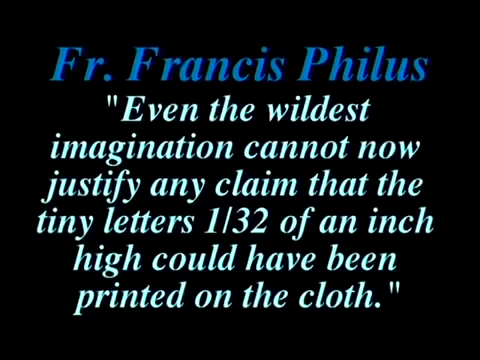 Fr. Francis Philus
"Even the wildest
imagination cannot now
justify any claim that the
tiny letters 1/32 of an inch
high could have been
printed on the cloth."